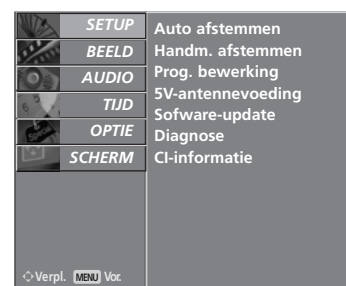 SETUP
BEELD
AUDIO
TIJD
OPTIE
SCHERM
Auto afstemmen
Handm. afstemmen
Prog. bewerking
5V-antennevoeding
Sofware-update
Diagnose
CI-informatie
Verpl. MENU Vor.